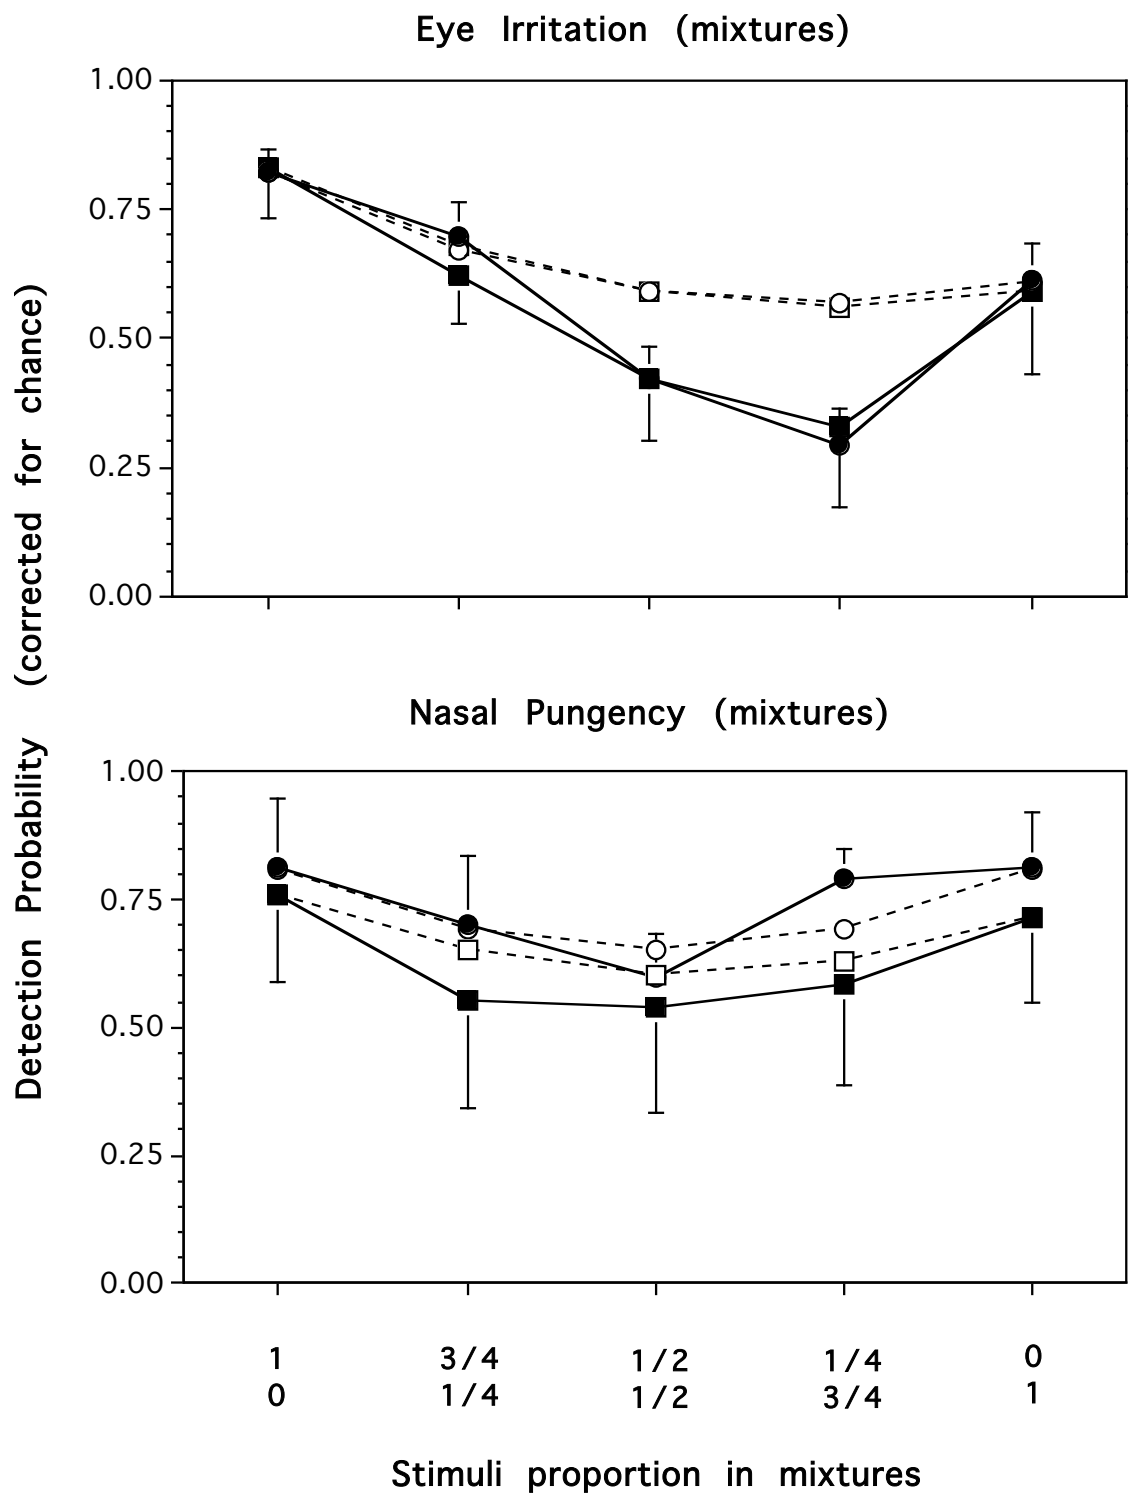 Eye Irritation (mixtures)
1.00
0.75
0.50
0.25
0.00
Detection Probability (corrected for chance)
Nasal Pungency (mixtures)
1.00
0.75
0.50
0.25
0.00
1 3/4 1/2 1/4 0
0 1/4 1/2 3/4 1
Stimuli proportion in mixtures